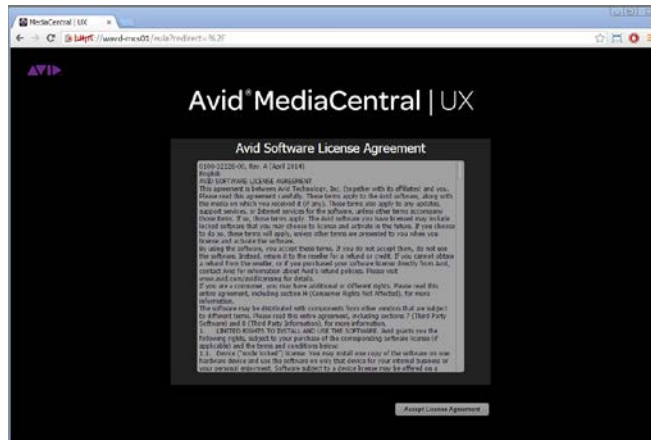 MediaCentral | UX
://wavd-mcs01/eula?redirect=%2F
AVID
Avid® MediaCentral | UX
Avid Software License Agreement
0100-32226-00, Rev. A (April 2014)
English
AVID SOFTWARE LICENSE AGREEMENT
This agreement is between Avid Technology, Inc. (together with its affiliates) and you.
Please read this agreement carefully. These terms apply to the Avid software, along with
the media on which you received it (if any). These terms also apply to any updates,
support services, or Internet services for the software, unless other terms accompany
those items. If so, those terms apply. The Avid software you have licensed may include
locked software that you may choose to license and activate in the future. If you choose
to do so, these terms will apply, unless other terms are presented to you when you
license and activate the software.
By using the software, you accept these terms. If you do not accept them, do not use
the software. Instead, return it to the reseller for a refund or credit. If you cannot obtain
a refund from the reseller, or if you purchased your software license directly from Avid,
contact Avid for information about Avid's refund policies. Please visit
www.avid.com/avidlicensing for details.
If you are a consumer, you may have additional or different rights. Please read this
entire agreement, including section M (Consumer Rights Not Affected), for more
information.
The software may be distributed with components from other vendors that are subject
to different terms. Please read this entire agreement, including sections 7 (Third Party
Software) and 8 (Third Party Information), for more information.
1. LIMITED RIGHTS TO INSTALL AND USE THE SOFTWARE. Avid grants you the
following rights, subject to your purchase of the corresponding software license (if
applicable) and the terms and conditions below:
1.1. Device ("node locked") license. You may install one copy of the software on one
hardware device and use the software on only that device for your internal business or
your personal enjoyment. Software subject to a device license may be offered on a
Accept License Agreement